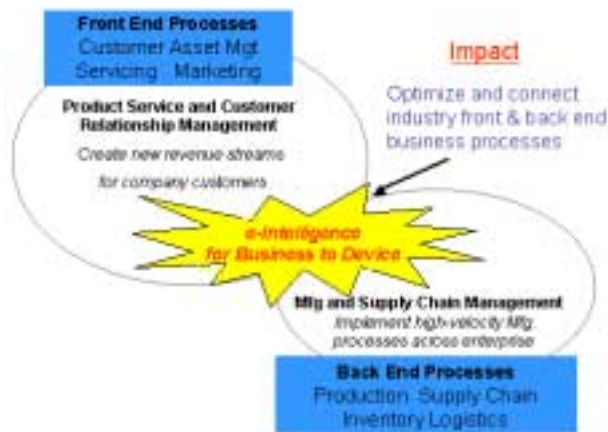 Front End Processes
Customer Asset Mgt
Servicing Marketing
Impact
Optimize and connect
industry front & back end
business processes
Product Service and Customer
Relationship Management
Create new revenue streams
for company customers
e-Intelligence
for Business to Device
Mfg and Supply Chain Management
Implement high-velocity Mfg
processes across enterprise
Back End Processes
Production Supply Chain
Inventory Logistics